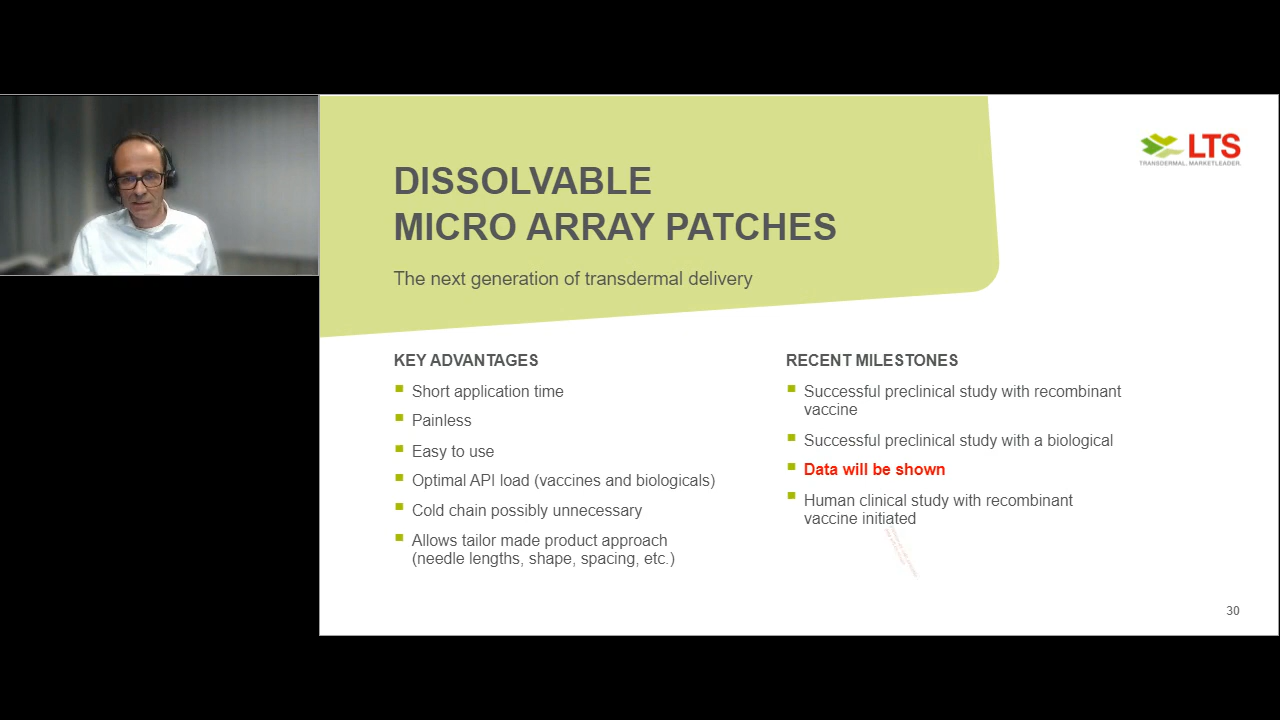 LTS
TRANSDERMAL. MARKETLEADER.
DISSOLVABLE
MICRO ARRAY PATCHES
The next generation of transdermal delivery
KEY ADVANTAGES
Short application time
Painless
Easy to use
Optimal API load (vaccines and biologicals)
Cold chain possibly unnecessary
Allows tailor made product approach
(needle lengths, shape, spacing, etc.)
RECENT MILESTONES
Successful preclinical study with recombinant
vaccine
Successful preclinical study with a biological
Data will be shown
Human clinical study with recombinant
vaccine initiated
30